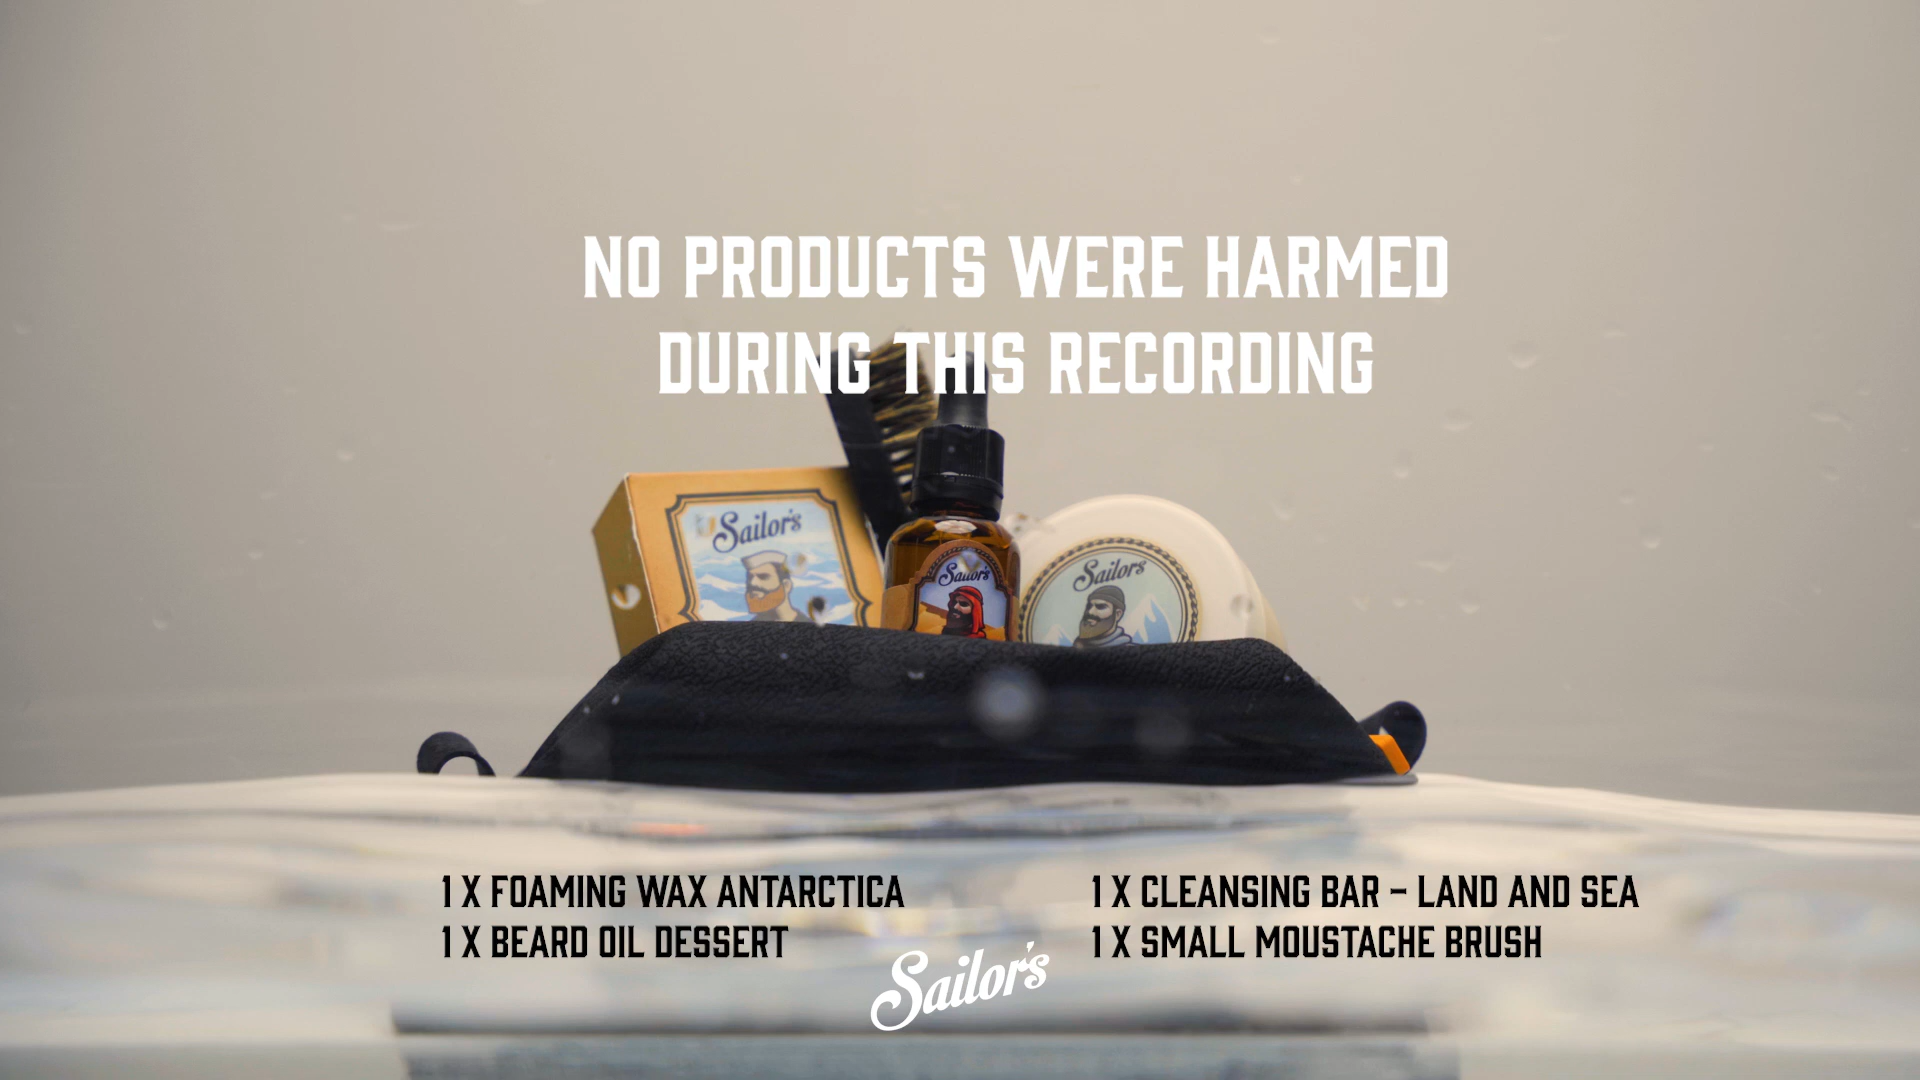 NO PRODUCTS WERE HARMED
DURING THIS RECORDING
Sailor's
Sailor's
Sailor's
1 X FOAMING WAX ANTARCTICA
1 X BEARD OIL DESSERT
1 X CLEANSING BAR – LAND AND SEA
1 X SMALL MOUSTACHE BRUSH
Sailor's